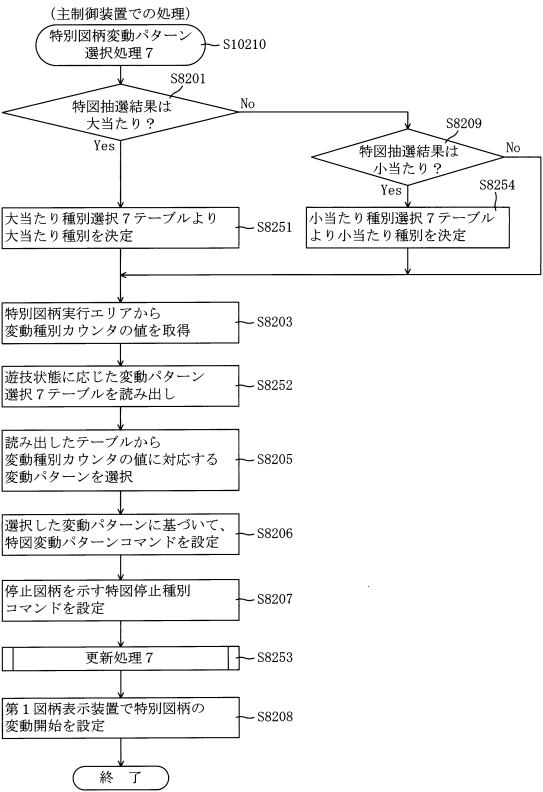 (主制御装置での処理)
特別図柄変動パターン
選択処理７
S10210
S8201
特図抽選結果は
大当たり？
No
Yes
S8209
特図抽選結果は
小当たり？
No
Yes
S8254
大当たり種別選択７テーブルより
大当たり種別を決定
S8251
小当たり種別選択７テーブル
より小当たり種別を決定
特別図柄実行エリアから
変動種別カウンタの値を取得
S8203
遊技状態に応じた変動パターン
選択７テーブルを読み出し
S8252
読み出したテーブルから
変動種別カウンタの値に対応する
変動パターンを選択
S8205
選択した変動パターンに基づいて、
特図変動パターンコマンドを設定
S8206
停止図柄を示す特図停止種別
コマンドを設定
S8207
更新処理７
S8253
第１図柄表示装置で特別図柄の
変動開始を設定
S8208
終 了